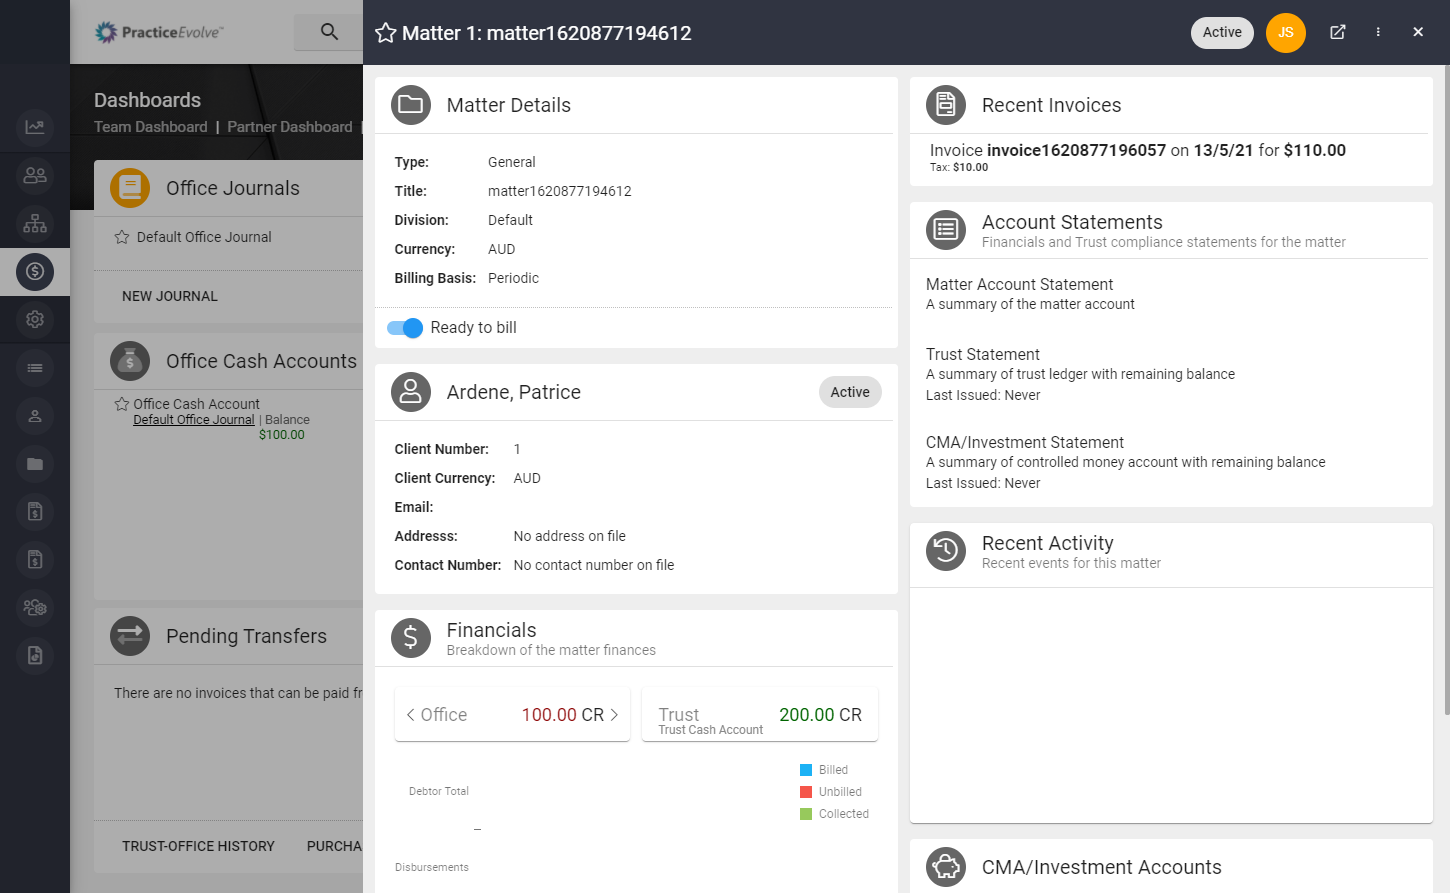 PracticeEvolve™
Dashboards
Team Dashboard | Partner Dashboard |
Office Journals
Default Office Journal
NEW JOURNAL
Office Cash Accounts
Office Cash Account
Default Office Journal | Balance
$100.00
Pending Transfers
There are no invoices that can be paid fr
TRUST-OFFICE HISTORY PURCHA
Matter 1: matter1620877194612
Active
JS
Matter Details
Type: General
Title: matter1620877194612
Division: Default
Currency: AUD
Billing Basis: Periodic
Ready to bill
Ardene, Patrice
Active
Client Number: 1
Client Currency: AUD
Email:
Addresss: No address on file
Contact Number: No contact number on file
Financials
Breakdown of the matter finances
Office 100.00 CR
Trust 200.00 CR
Trust Cash Account
Billed
Unbilled
Collected
Debtor Total
Disbursements
Recent Invoices
Invoice invoice1620877196057 on 13/5/21 for $110.00
Tax: $10.00
Account Statements
Financials and Trust compliance statements for the matter
Matter Account Statement
A summary of the matter account
Trust Statement
A summary of trust ledger with remaining balance
Last Issued: Never
CMA/Investment Statement
A summary of controlled money account with remaining balance
Last Issued: Never
Recent Activity
Recent events for this matter
CMA/Investment Accounts